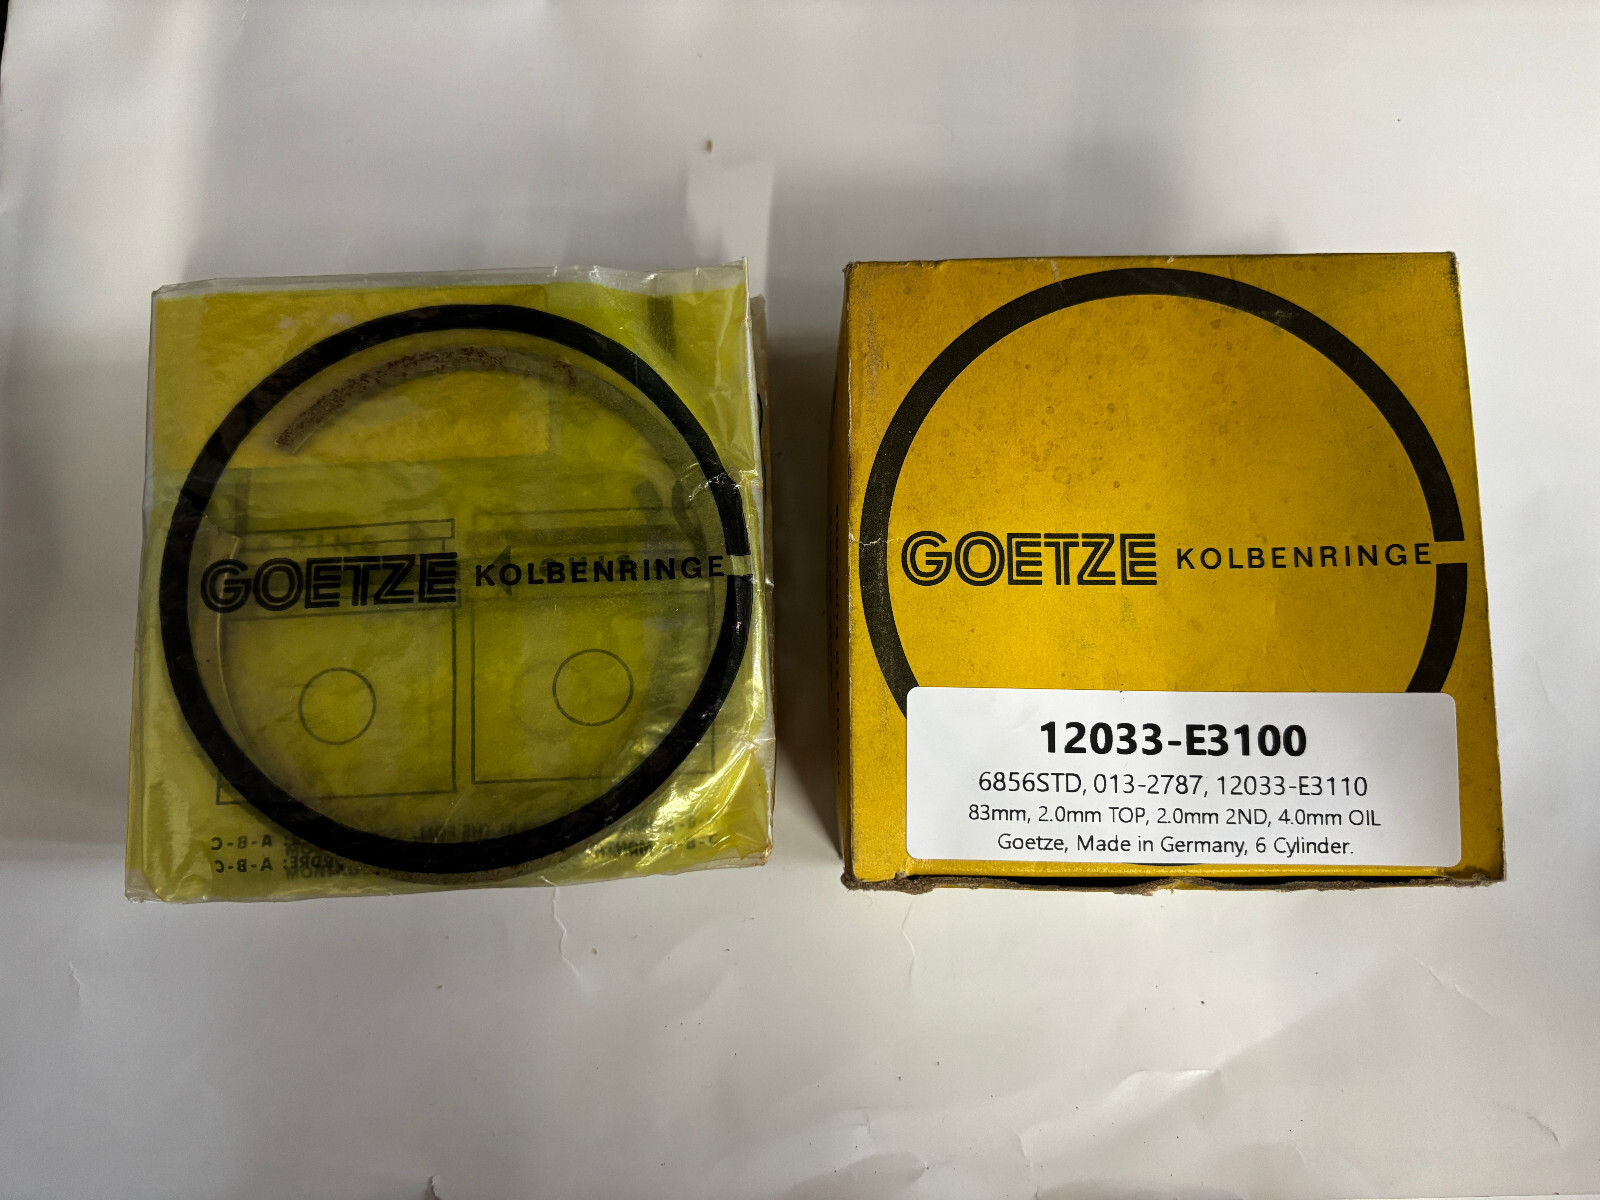 GOETZE KOLBENRINGE
A-B-C
A-B-C
GOETZE KOLBENRINGE
12033-E3100
6856STD, 013-2787, 12033-E3110
83mm, 2.0mm TOP, 2.0mm 2ND, 4.0mm OIL
Goetze, Made in Germany, 6 Cylinder.